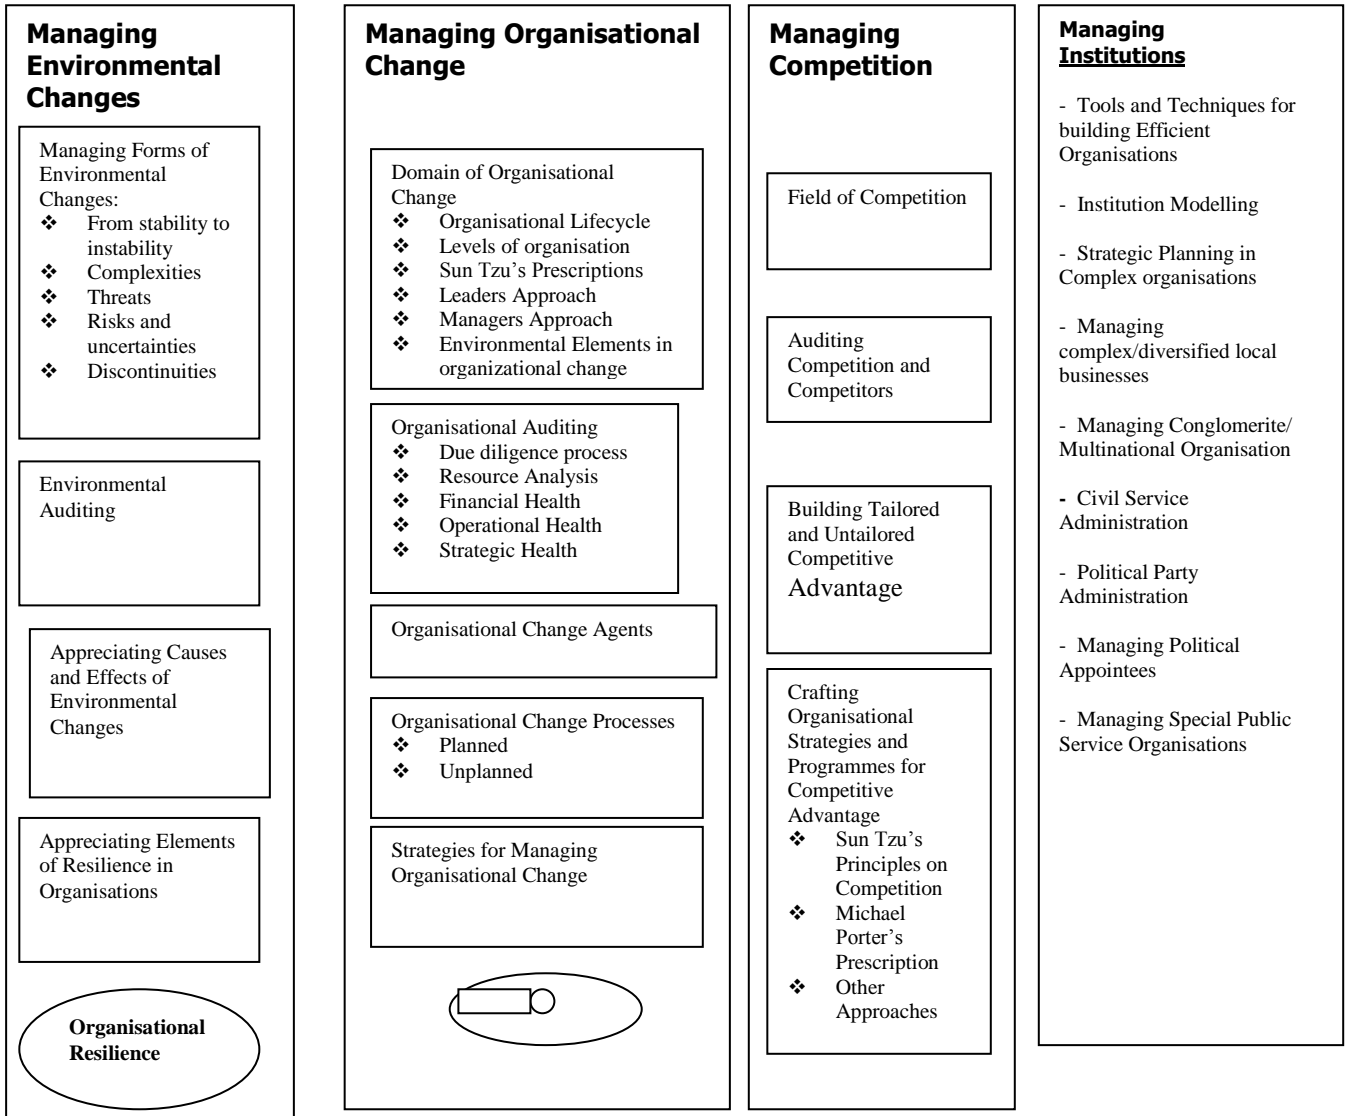 Managing
Environmental
Changes
Managing Forms of
Environmental
Changes:
❖ From stability to
instability
❖ Complexities
❖ Threats
❖ Risks and
uncertainties
❖ Discontinuities
Environmental
Auditing
Appreciating Causes
and Effects of
Environmental
Changes
Appreciating Elements
of Resilience in
Organisations
Organisational
Resilience
Managing Organisational
Change
Domain of Organisational
Change
❖ Organisational Lifecycle
❖ Levels of organisation
❖ Sun Tzu’s Prescriptions
❖ Leaders Approach
❖ Managers Approach
❖ Environmental Elements in
organizational change
Organisational Auditing
❖ Due diligence process
❖ Resource Analysis
❖ Financial Health
❖ Operational Health
❖ Strategic Health
Organisational Change Agents
Organisational Change Processes
❖ Planned
❖ Unplanned
Strategies for Managing
Organisational Change
Managing
Competition
Field of Competition
Auditing
Competition and
Competitors
Building Tailored
and Untailored
Competitive
Advantage
Crafting
Organisational
Strategies and
Programmes for
Competitive
Advantage
❖ Sun Tzu’s
Principles on
Competition
❖ Michael
Porter’s
Prescription
❖ Other
Approaches
Managing
Institutions
- Tools and Techniques for
building Efficient
Organisations
- Institution Modelling
- Strategic Planning in
Complex organisations
- Managing
complex/diversified local
businesses
- Managing Conglomerite/
Multinational Organisation
- Civil Service
Administration
- Political Party
Administration
- Managing Political
Appointees
- Managing Special Public
Service Organisations